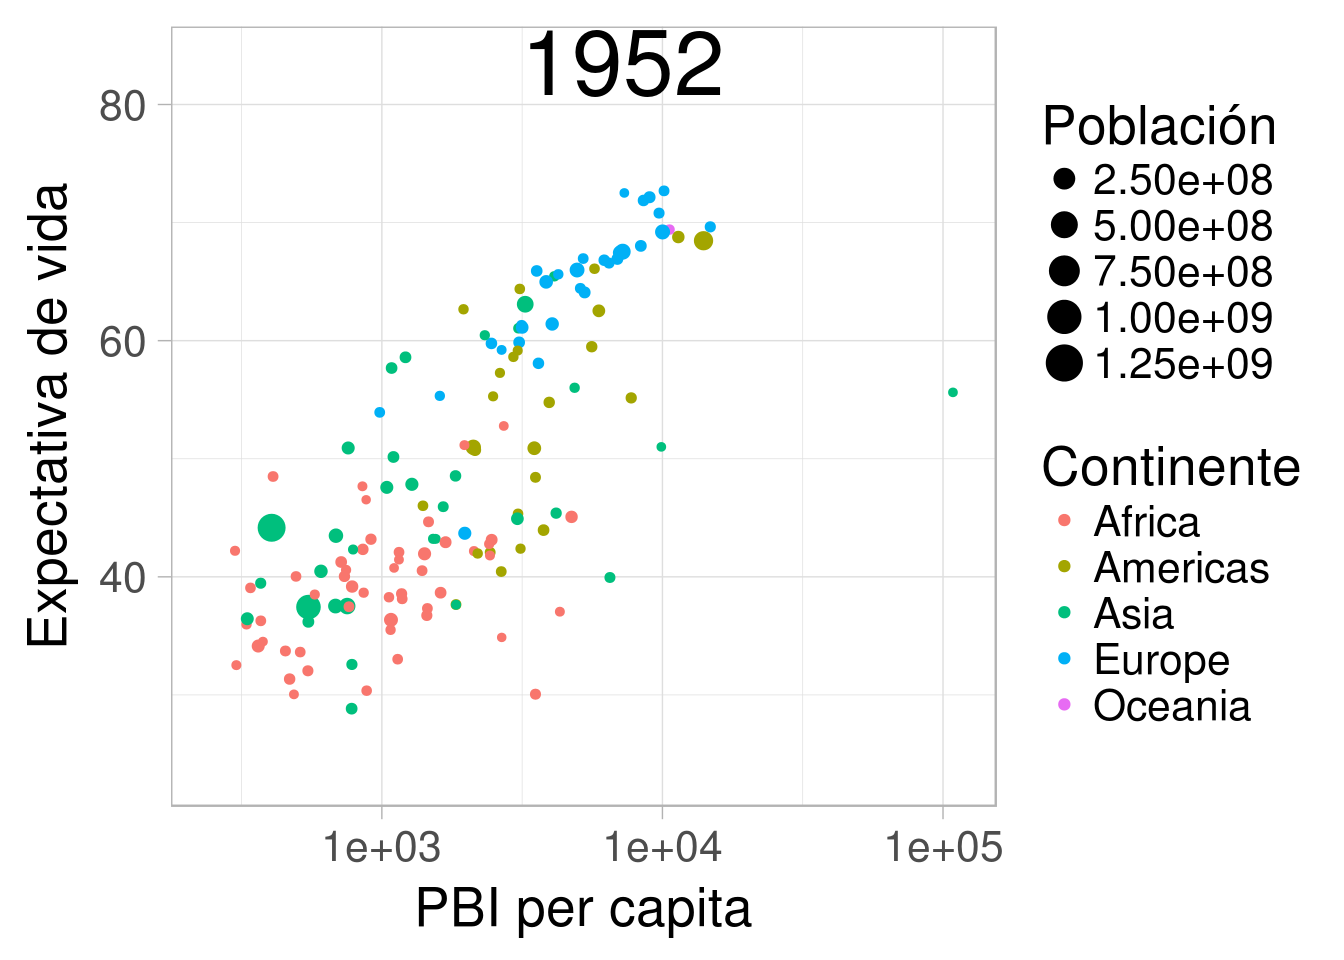 1952
80
60
40
Expectativa de vida
1e+03
1e+04
1e+05
PBI per capita
Población
2.50e+08
5.00e+08
7.50e+08
1.00e+09
1.25e+09
Continente
Africa
Americas
Asia
Europe
Oceania